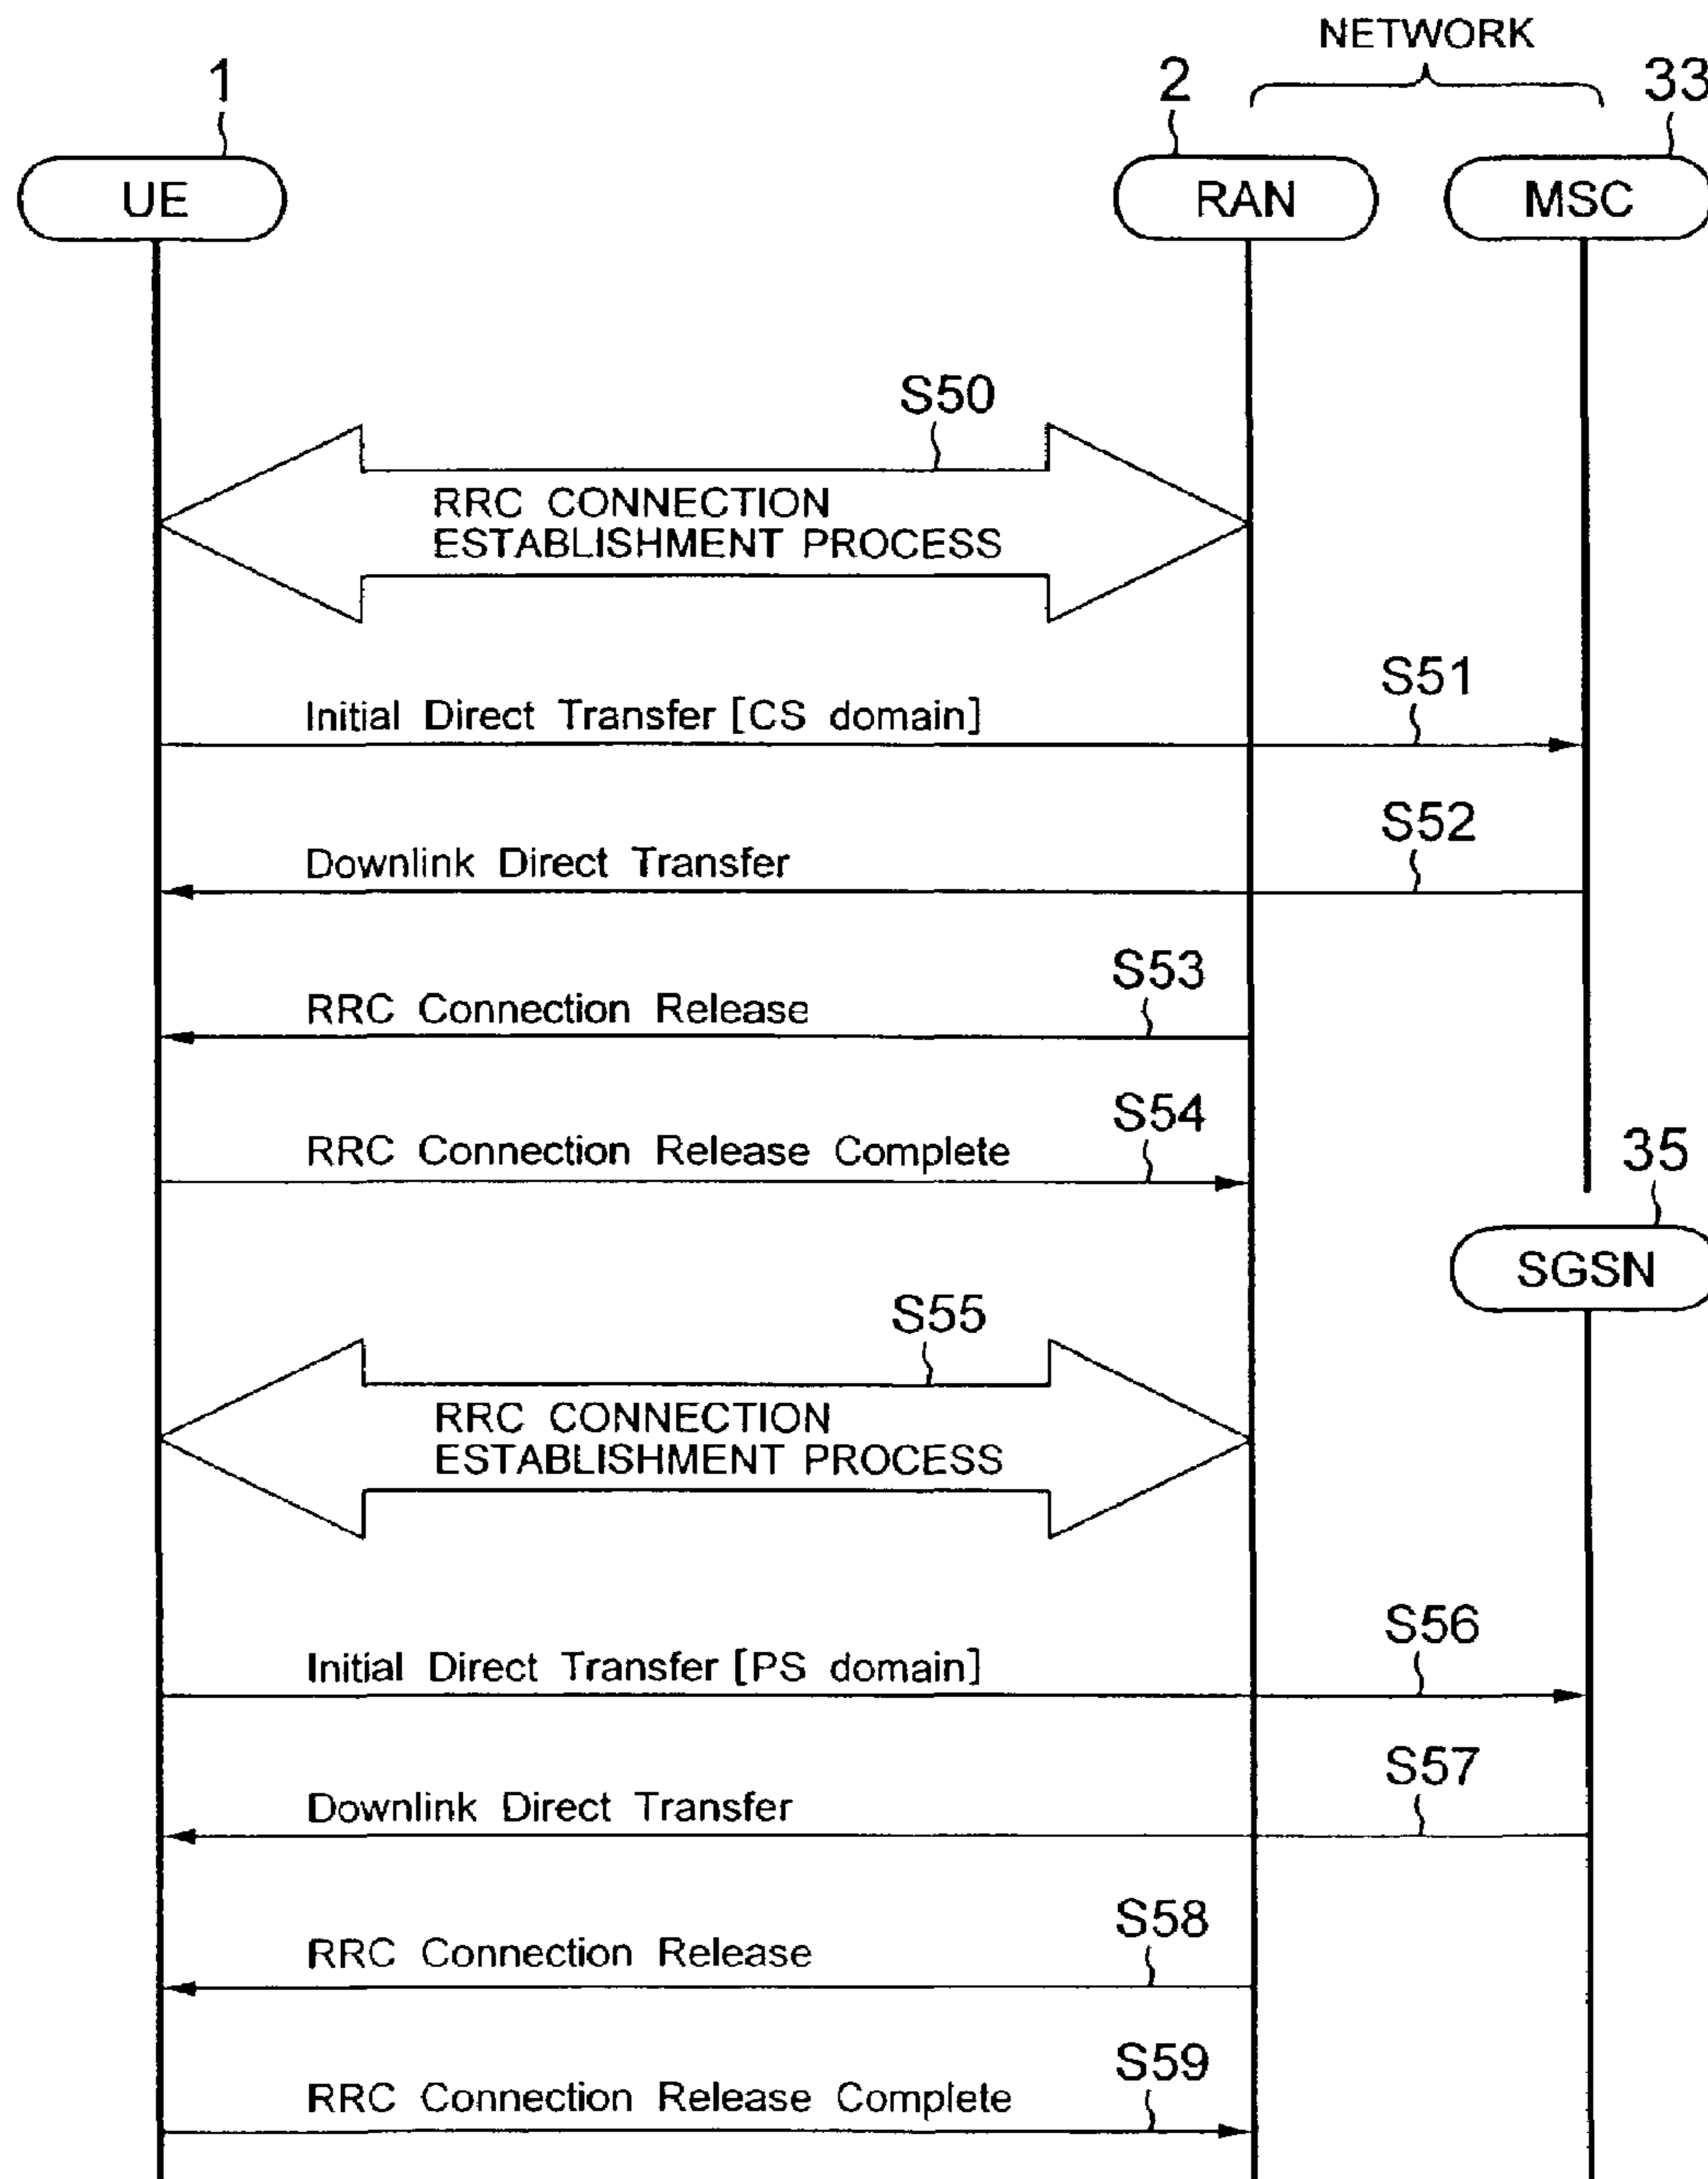 NETWORK
1
2
33
UE
RAN
MSC
S50
RRC CONNECTION
ESTABLISHMENT PROCESS
S51
Initial Direct Transfer [CS domain]
S52
Downlink Direct Transfer
S53
RRC Connection Release
S54
RRC Connection Release Complete
35
SGSN
S55
RRC CONNECTION
ESTABLISHMENT PROCESS
S56
Initial Direct Transfer [PS domain]
S57
Downlink Direct Transfer
S58
RRC Connection Release
S59
RRC Connection Release Complete